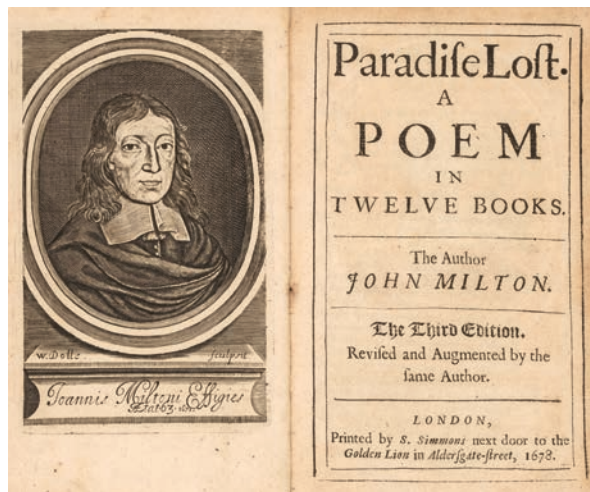 W. Dolle. sculpsit
Joannis Miltoni Effigies
Ætat: 63.
Paradiſe Loſt.
A
POEM
IN
TWELVE BOOKS.
The Author
JOHN MILTON.
The Third Edition.
Reviſed and Augmented by the
ſame Author.
LONDON,
Printed by S. Simmons next door to the
Golden Lion in Alderſgate-ſtreet, 1678.